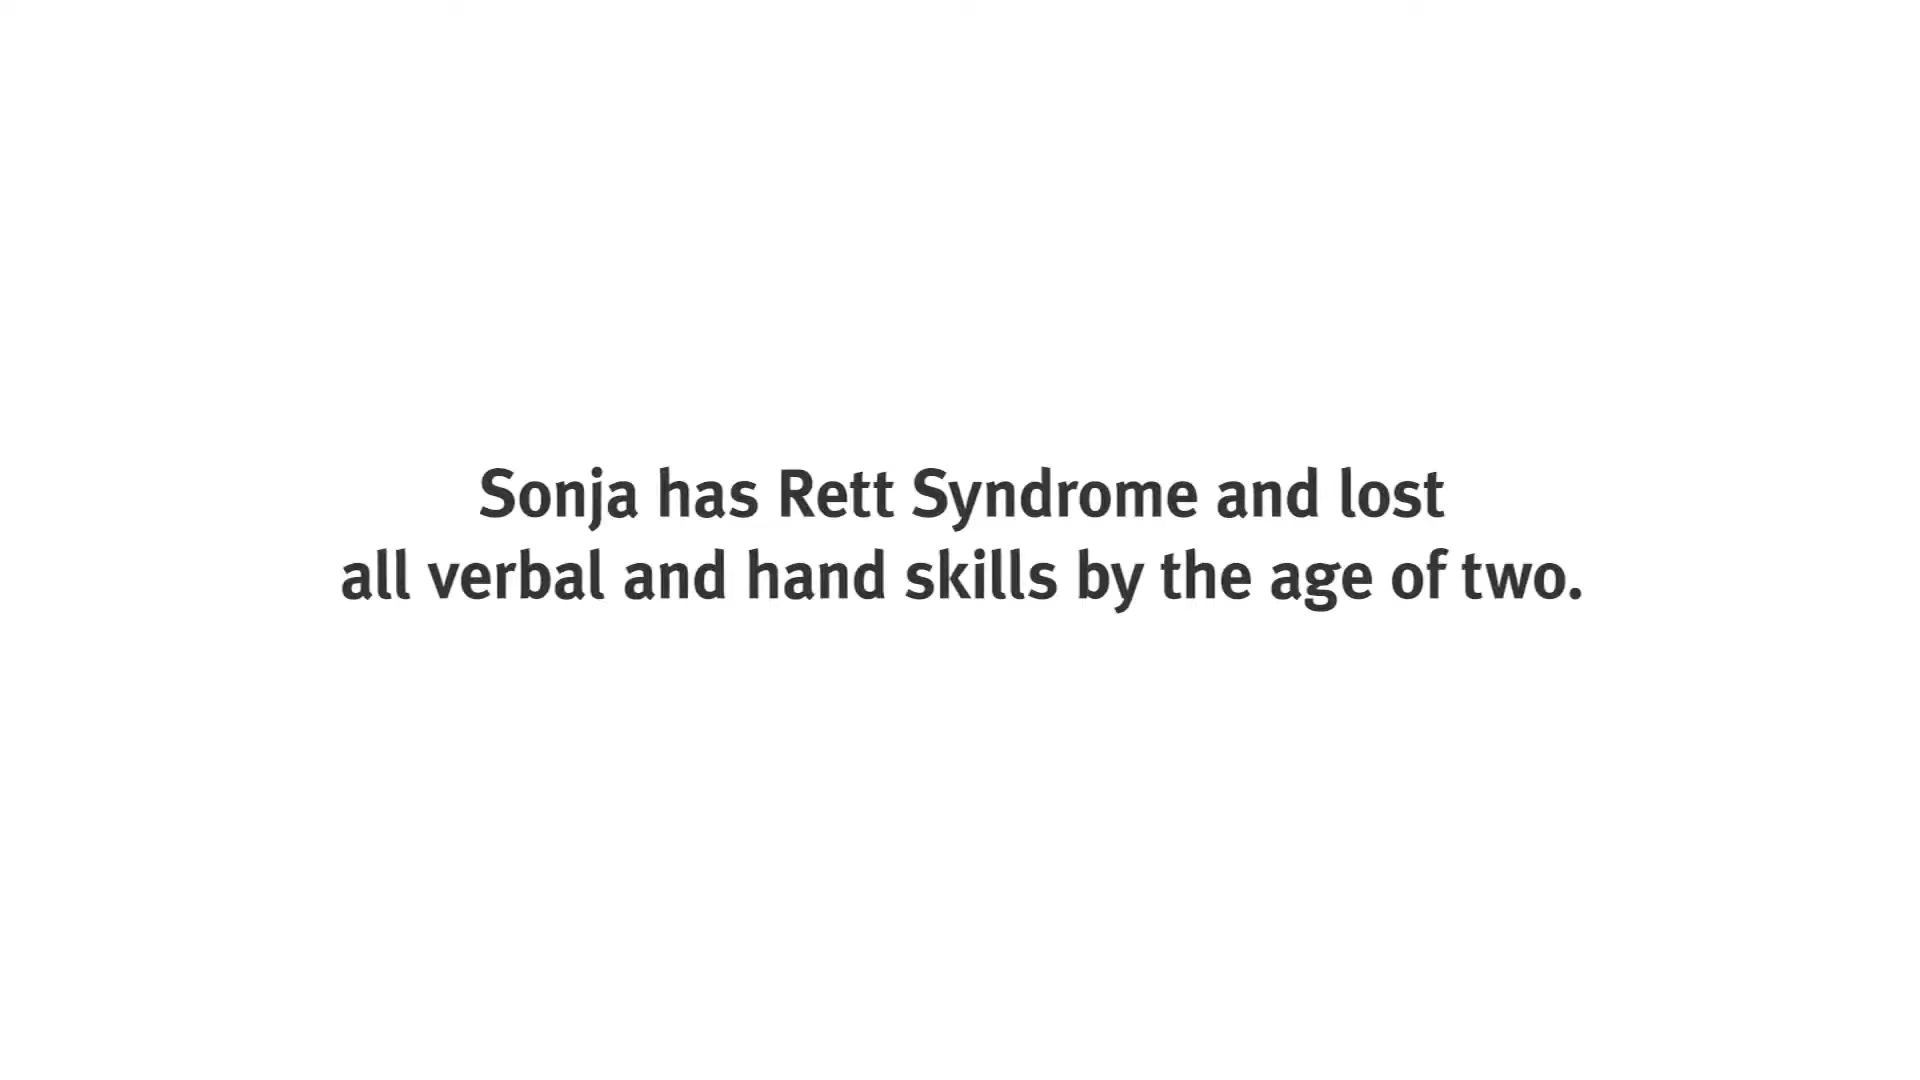 Sonja has Rett Syndrome and lost
all verbal and hand skills by the age of two.